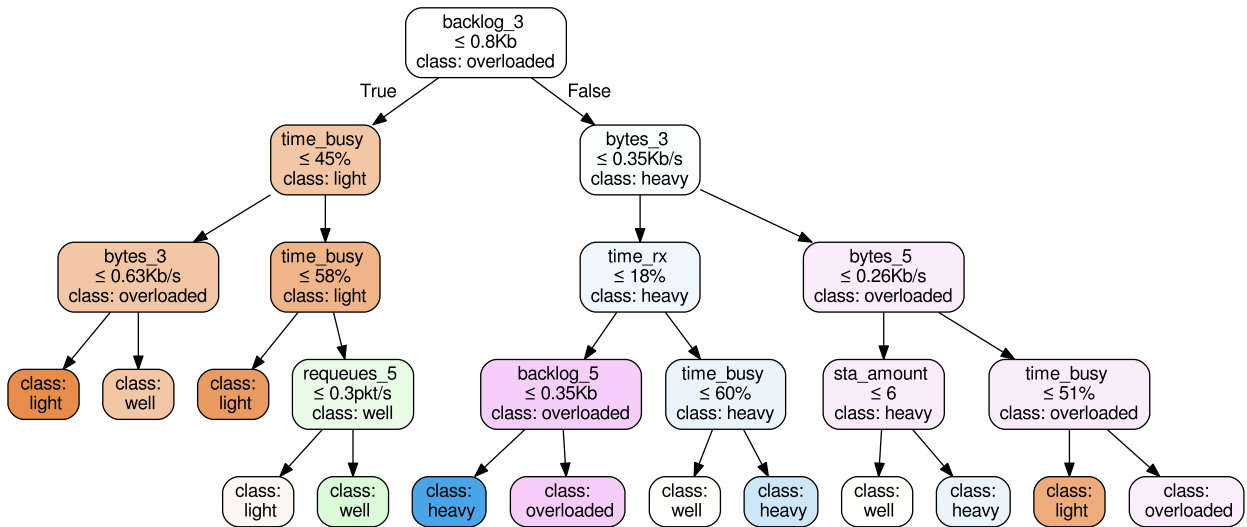 backlog_3
≤ 0.8Kb
class: overloaded
True
False
time_busy
≤ 45%
class: light
bytes_3
≤ 0.35Kb/s
class: heavy
bytes_3
≤ 0.63Kb/s
class: overloaded
time_busy
≤ 58%
class: light
time_rx
≤ 18%
class: heavy
bytes_5
≤ 0.26Kb/s
class: overloaded
class:
light
class:
well
class:
light
requeues_5
≤ 0.3pkt/s
class: well
backlog_5
≤ 0.35Kb
class: overloaded
time_busy
≤ 60%
class: heavy
sta_amount
≤ 6
class: heavy
time_busy
≤ 51%
class: overloaded
class:
light
class:
well
class:
heavy
class:
overloaded
class:
well
class:
heavy
class:
well
class:
heavy
class:
light
class:
overloaded